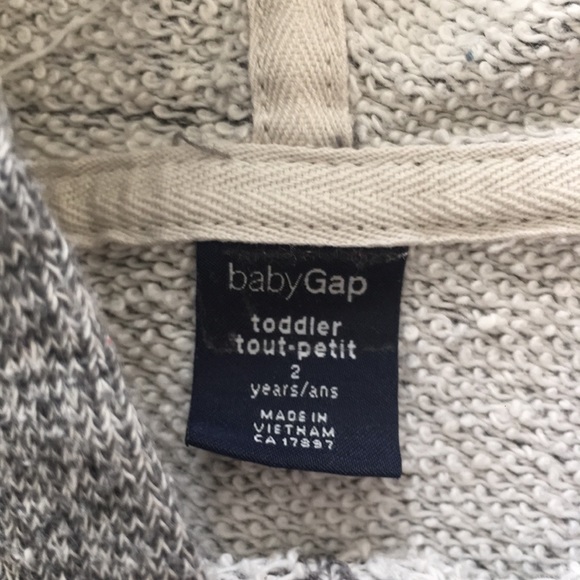 babyGap
toddler
tout-petit
2
years/ans
MADE IN
VIETNAM
CA 17897